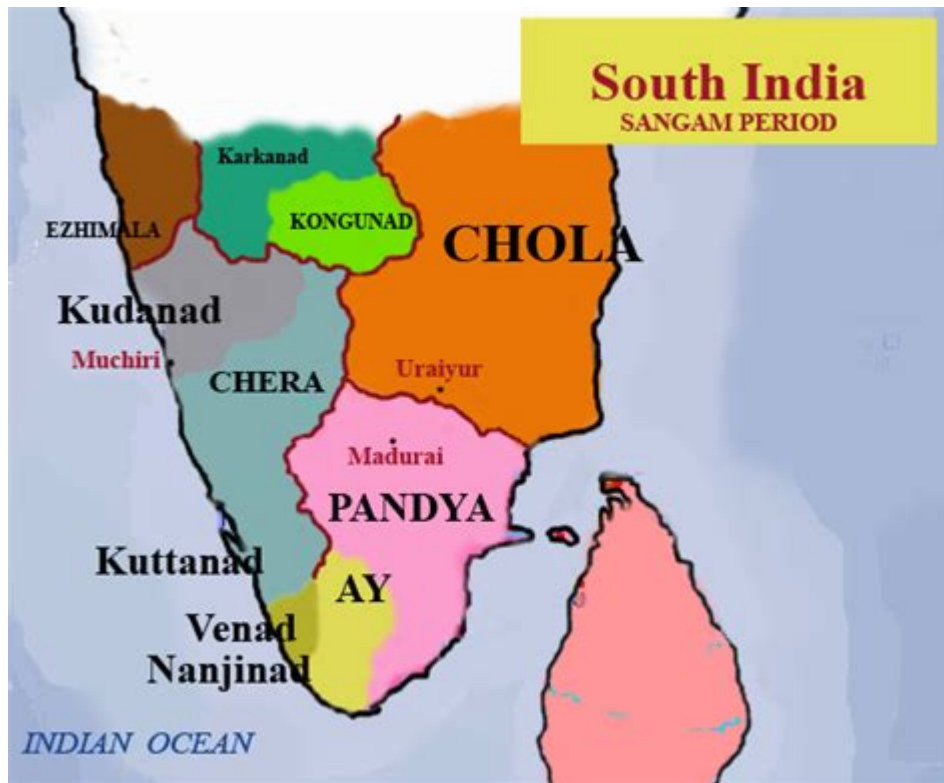 South India
SANGAM PERIOD
Karkanad
EZHIMALA
KONGUNAD
CHOLA
Kudanad
Muchiri
CHERA
Uraiyur
Madurai
PANDYA
Kuttanad
AY
Venad
Nanjinad
INDIAN OCEAN